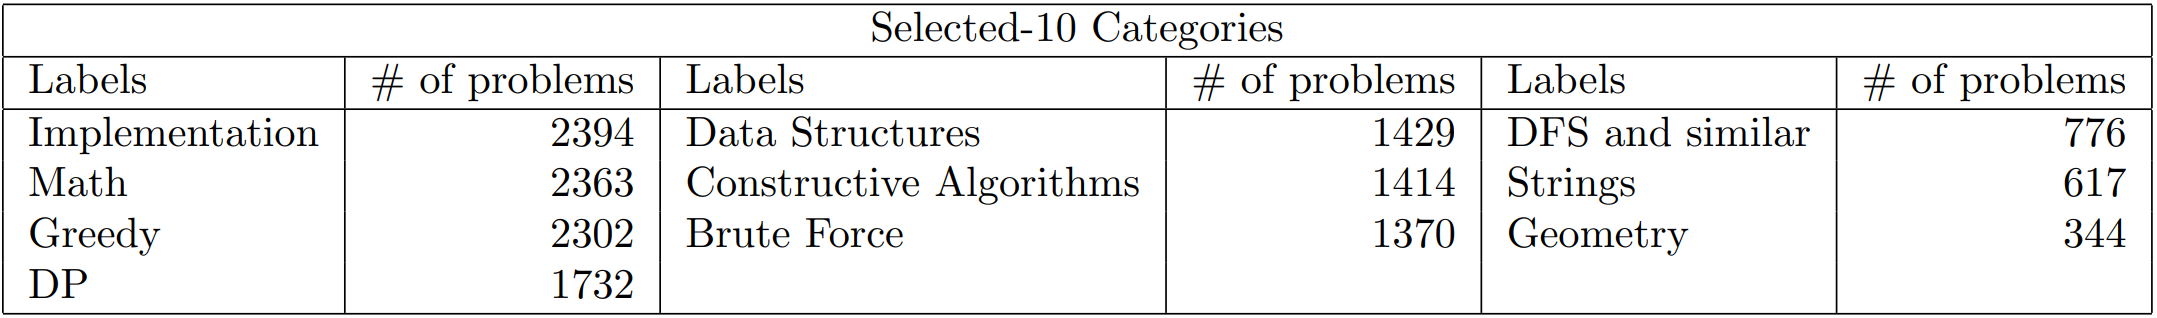 Selected-10 Categories
Labels # of problems Labels # of problems Labels # of problems
Implementation 2394 Data Structures 1429 DFS and similar 776
Math 2363 Constructive Algorithms 1414 Strings 617
Greedy 2302 Brute Force 1370 Geometry 344
DP 1732